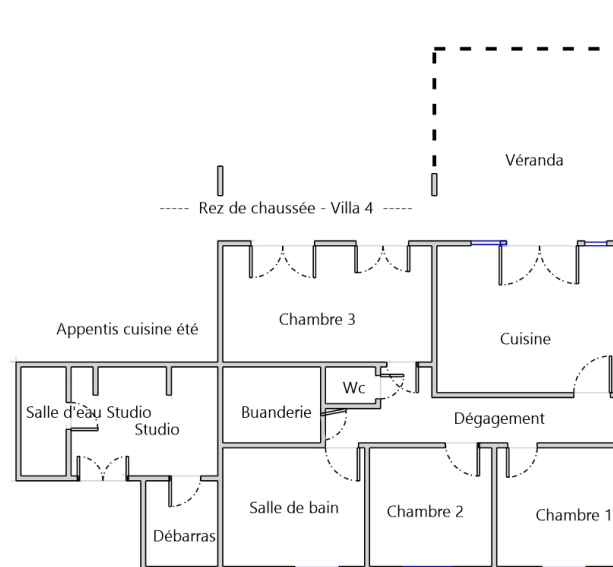 Véranda
----- Rez de chaussée - Villa 4 -----
Chambre 3
Appentis cuisine été
Cuisine
Wc
Salle d'eau Studio
Buanderie
Dégagement
Studio
Salle de bain
Chambre 2
Chambre 1
Débarras